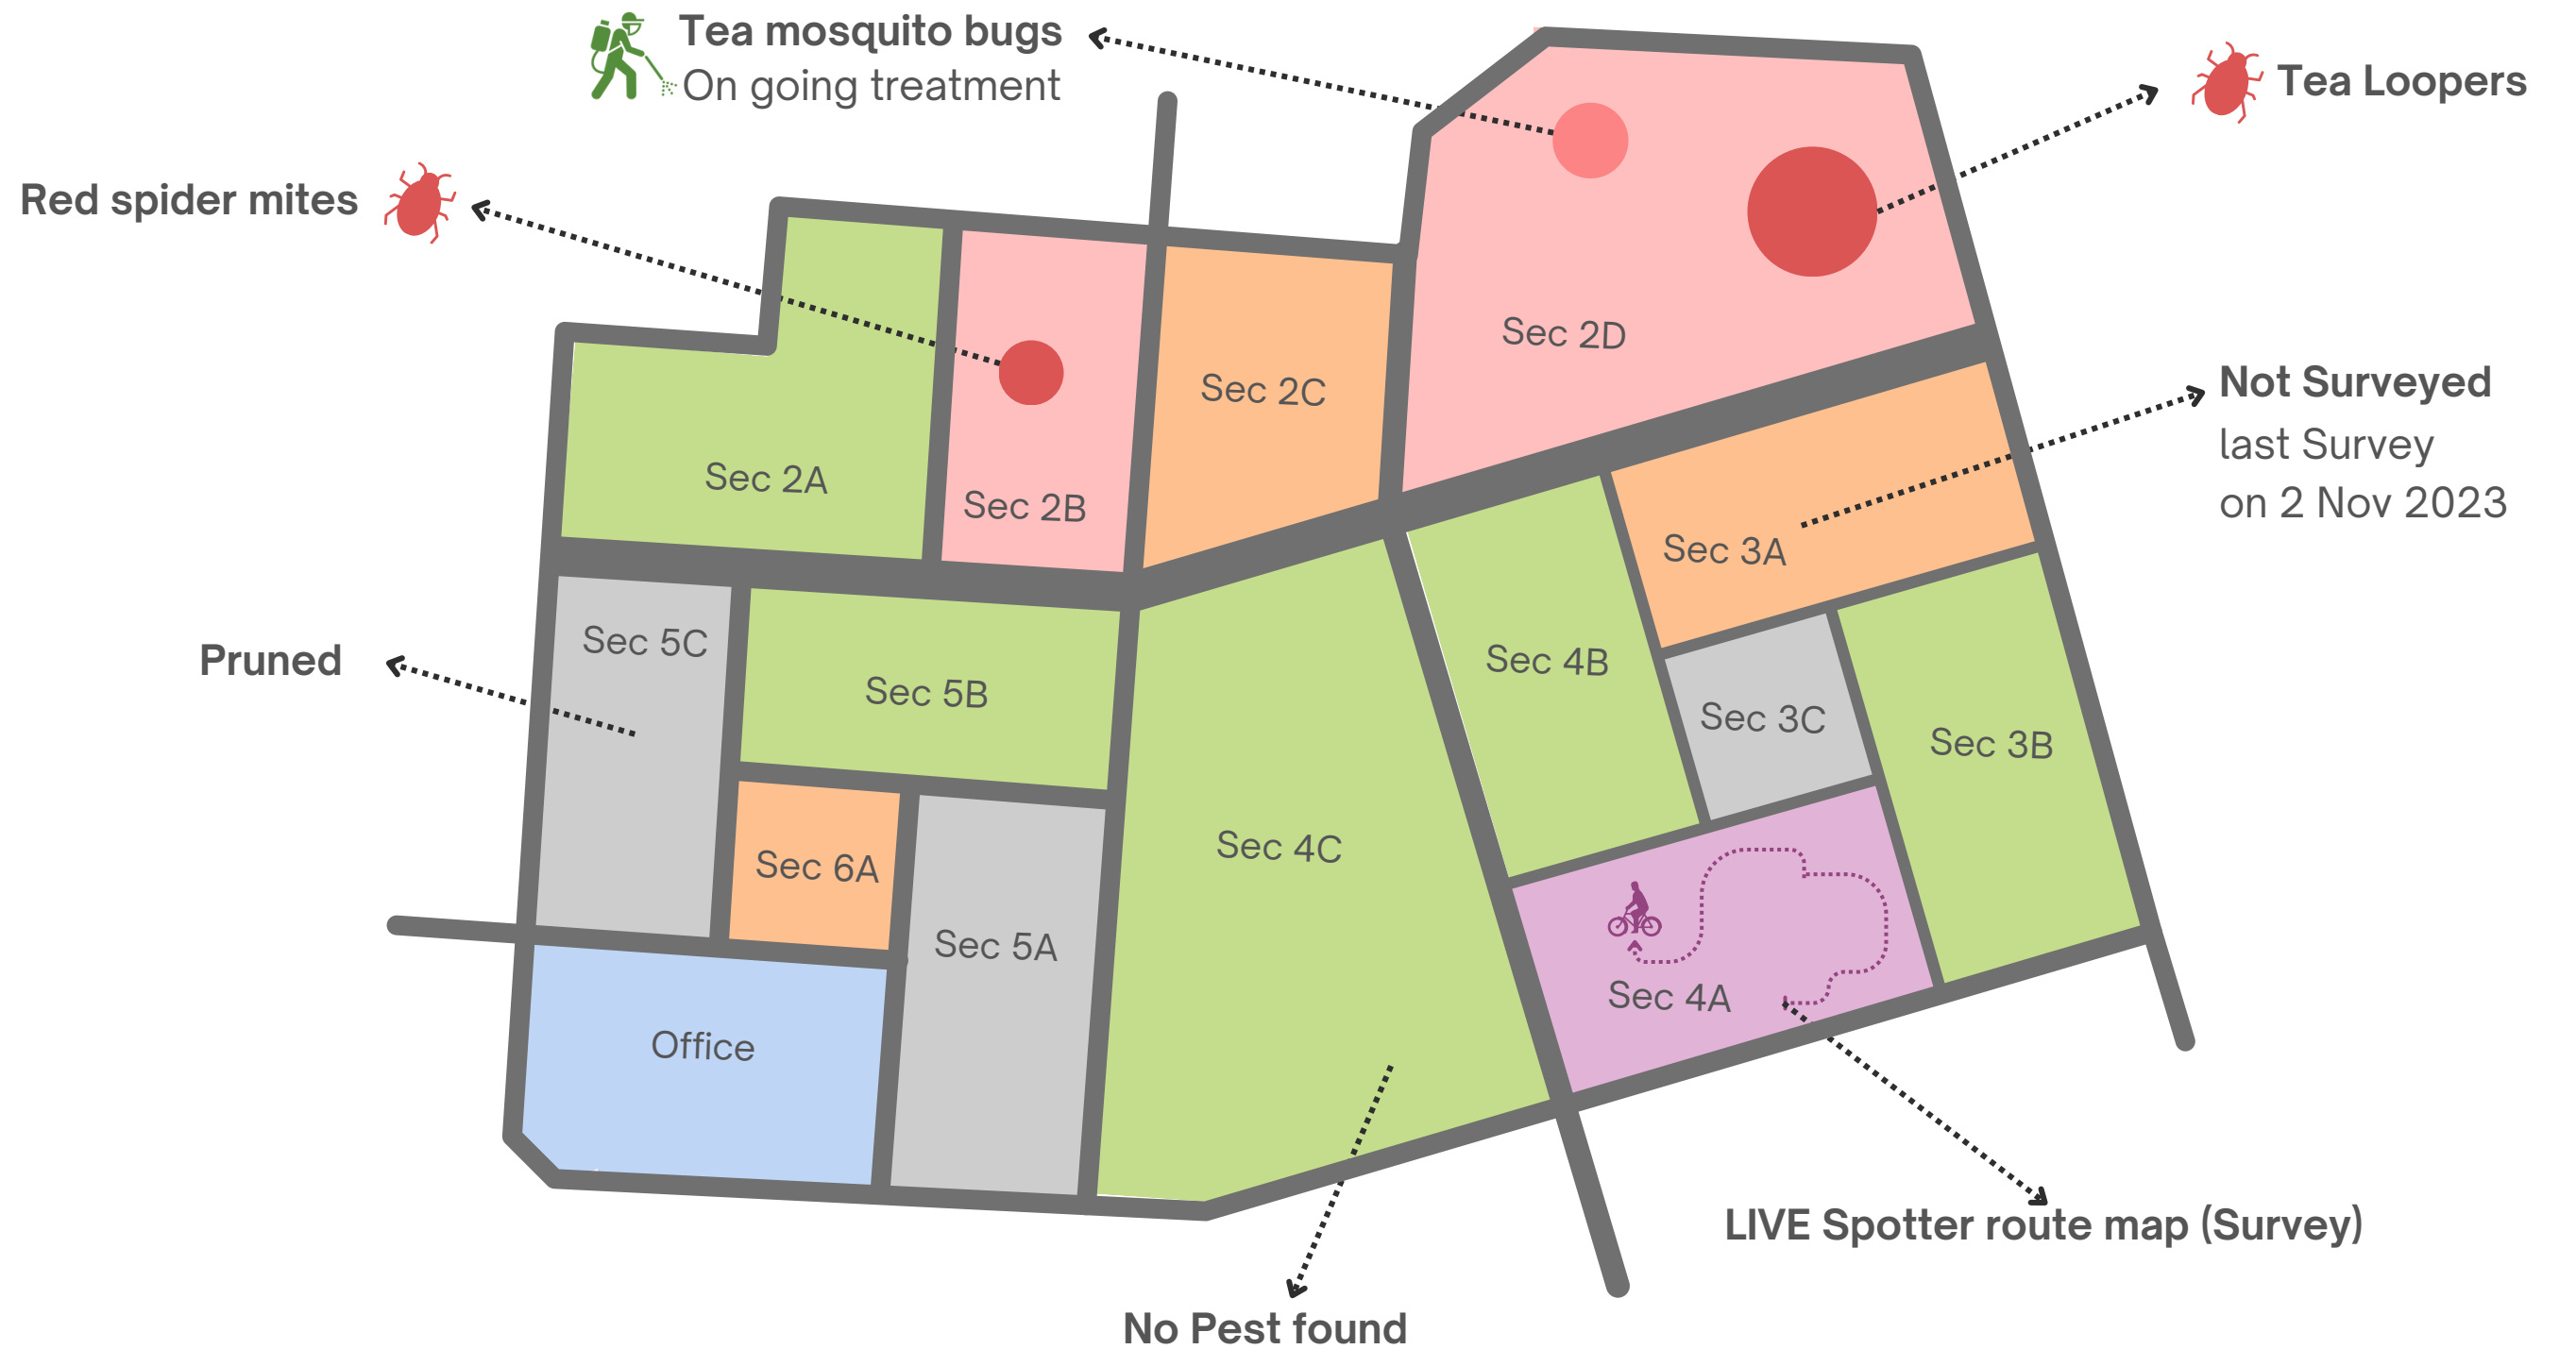 Tea mosquito bugs
On going treatment
Tea Loopers
Red spider mites
Sec 2D
Not Surveyed
last Survey
on 2 Nov 2023
Sec 2C
Sec 2A
Sec 2B
Sec 3A
Sec 5C
Pruned
Sec 5B
Sec 4B
Sec 3C
Sec 3B
Sec 4C
Sec 6A
Sec 5A
Sec 4A
Office
LIVE Spotter route map (Survey)
No Pest found